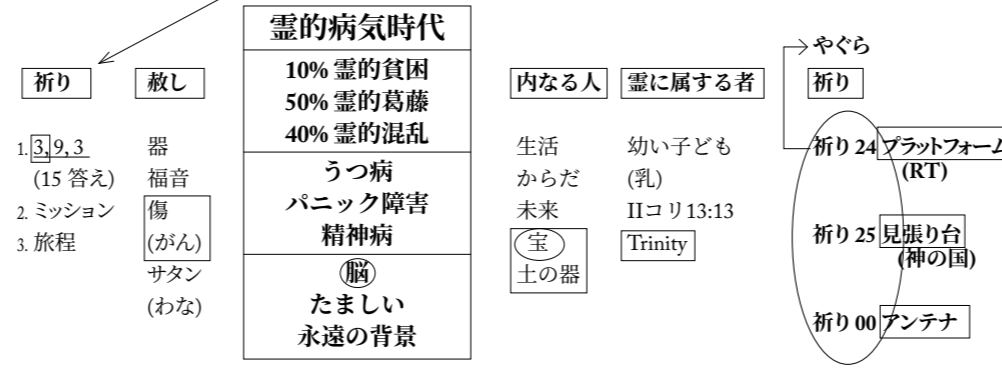 祈り
1. 3, 9, 3
(15 答え)
2. ミッション
3. 旅程
赦し
器
福音
傷
(がん)
サタン
(わな)
霊的病気時代
10% 霊的貧困
50% 霊的葛藤
40% 霊的混乱
うつ病
パニック障害
精神病
脳
たましい
永遠の背景
内なる人
生活
からだ
未来
宝
土の器
霊に属する者
幼い子ども
(乳)
IIコリ13:13
Trinity
やぐら
祈り
祈り 24 プラットフォーム
(RT)
祈り 25 見張り台
(神の国)
祈り 00 アンテナ